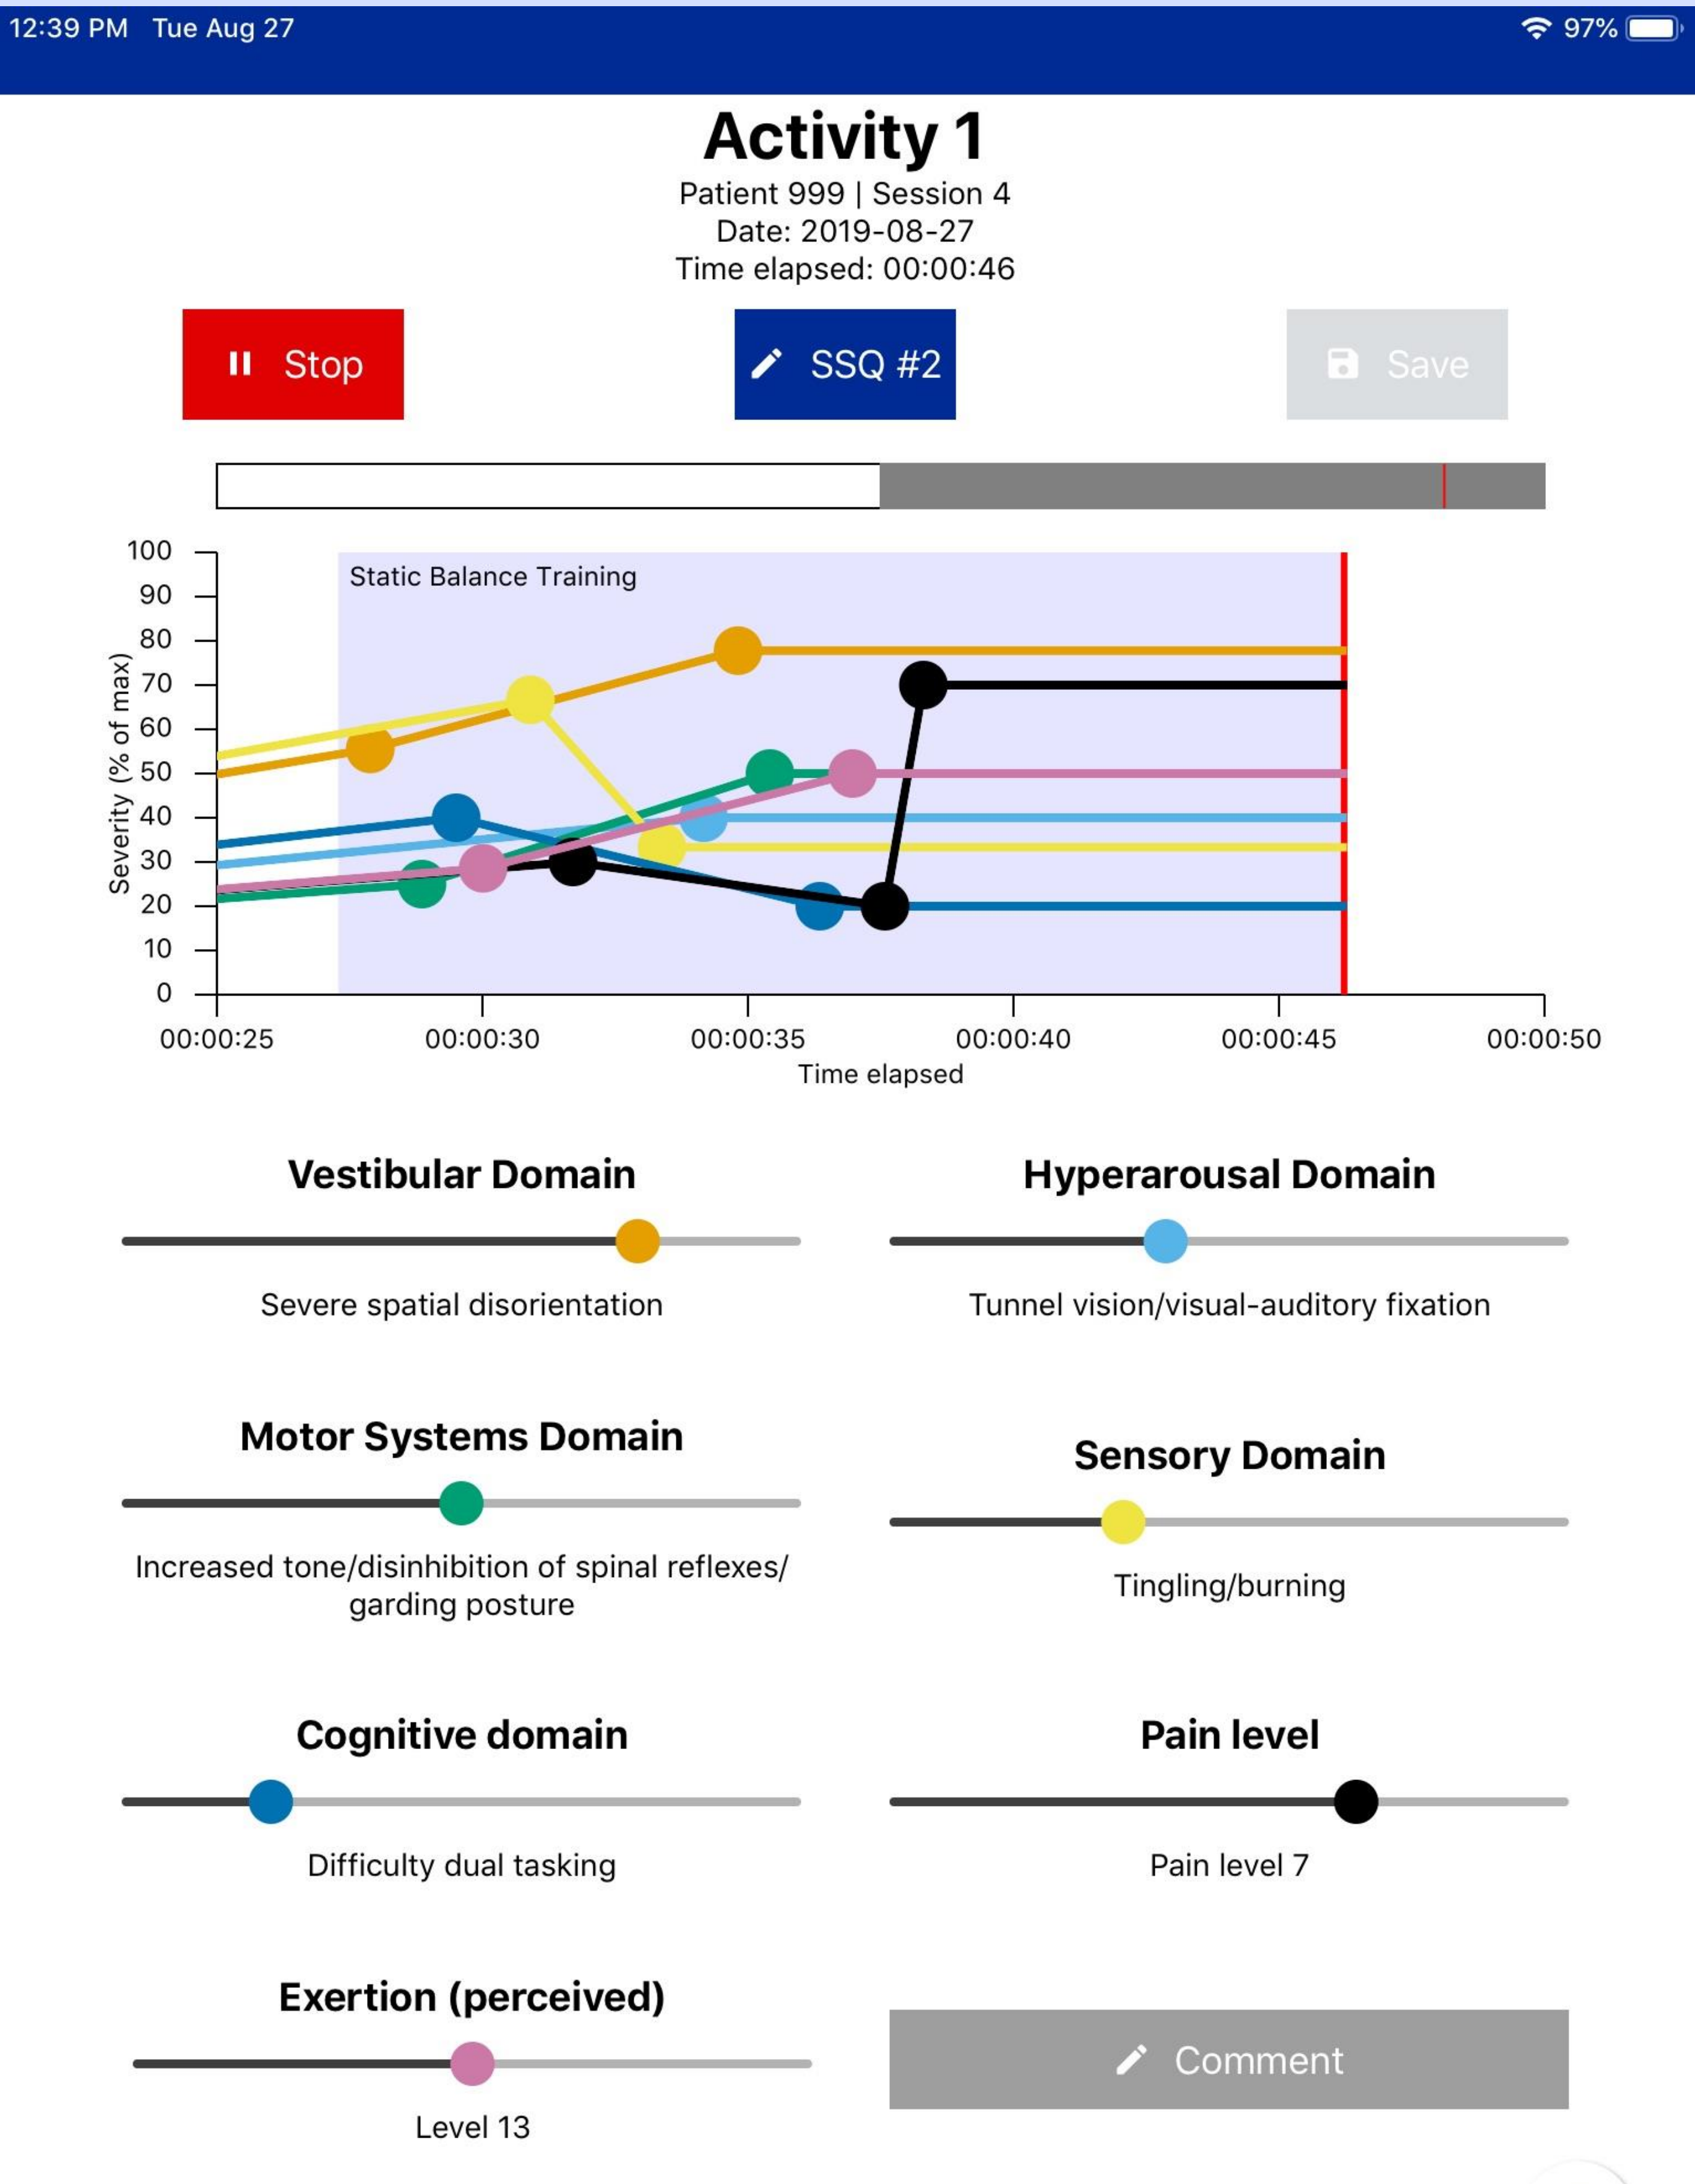 12:39 PM Tue Aug 27
97%
Activity 1
Patient 999 | Session 4
Date: 2019-08-27
Time elapsed: 00:00:46
Stop
SSQ #2
Save
100
90
80
70
60
50
40
30
20
10
0
Severity (% of max)
Static Balance Training
00:00:25
00:00:30
00:00:35
00:00:40
00:00:45
00:00:50
Time elapsed
Vestibular Domain
Severe spatial disorientation
Hyperarousal Domain
Tunnel vision/visual-auditory fixation
Motor Systems Domain
Increased tone/disinhibition of spinal reflexes/
garding posture
Sensory Domain
Tingling/burning
Cognitive domain
Difficulty dual tasking
Pain level
Pain level 7
Exertion (perceived)
Level 13
Comment